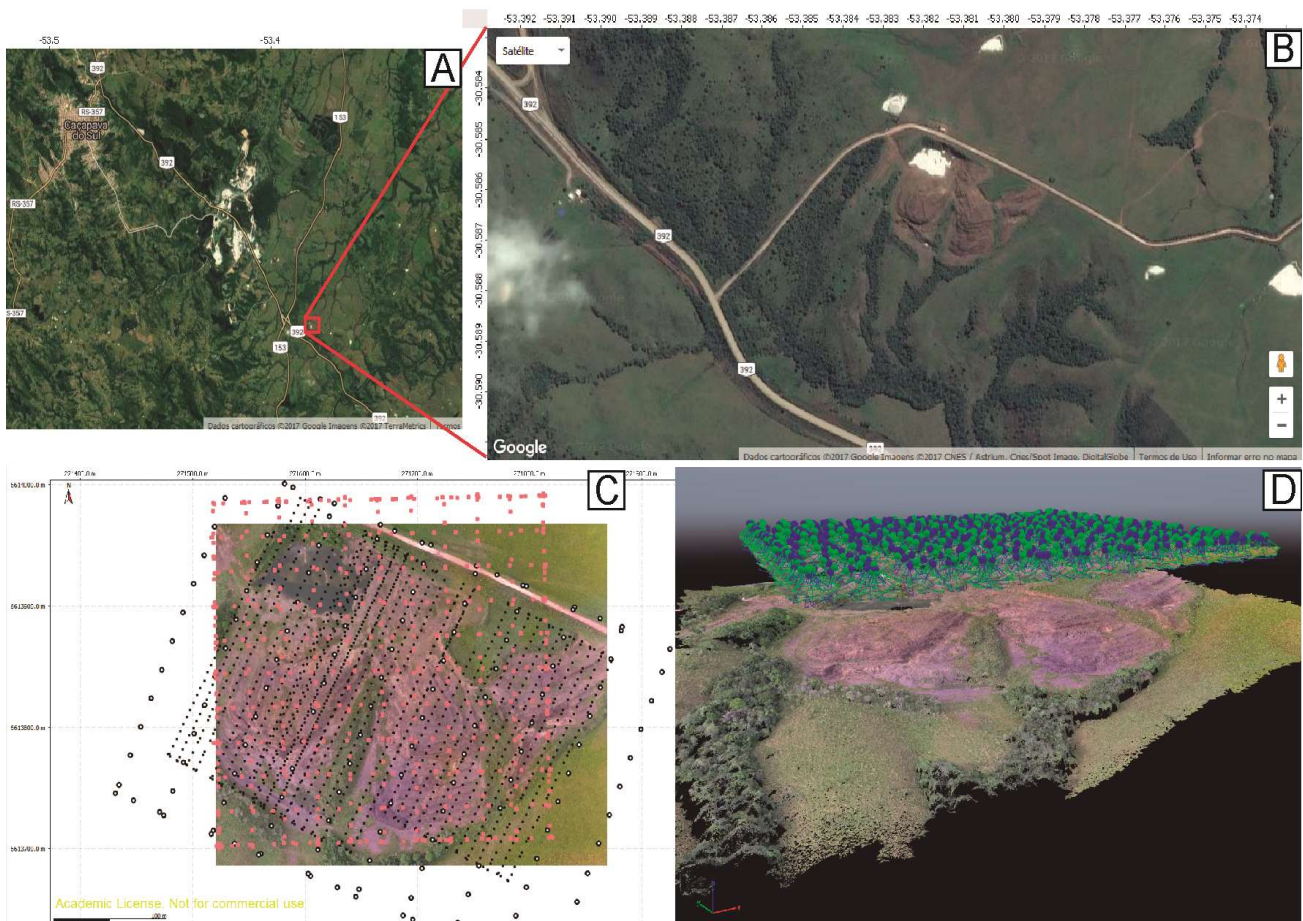 -53.5
-53.4
A
392
RS-357
Caçapava
do Sul
153
392
RS-357
392
153
392
Dados cartográficos ©2017 Google Imagens ©2017 TerraMetrics
Termos
-53.392 -53.391 -53.390 -53.389 -53.388 -53.387 -53.386 -53.385 -53.384 -53.383 -53.382 -53.381 -53.380 -53.379 -53.378 -53.377 -53.376 -53.375 -53.374
B
Satélite
-30.584
-30.585
-30.586
-30.587
-30.588
-30.589
-30.590
392
392
392
392
Google
+
−
Dados cartográficos ©2017 Google Imagens ©2017 CNES / Astrium, Cnes/Spot Image, DigitalGlobe
Termos de Uso
Informar erro no mapa
C
N
Academic License. Not for commercial use
D